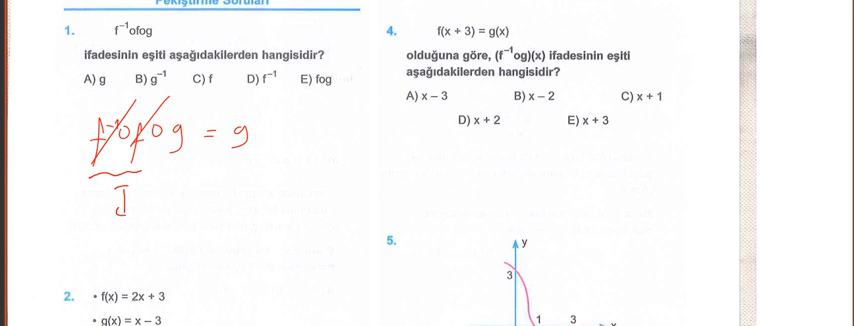 Pekiştirme Soruları
1. f⁻¹ofog
ifadesinin eşiti aşağıdakilerden hangisidir?
A) g B) g⁻¹ C) f D) f⁻¹ E) fog
f⁻¹ofog = g
I
2. • f(x) = 2x + 3
• g(x) = x – 3
4. f(x + 3) = g(x)
olduğuna göre, (f⁻¹og)(x) ifadesinin eşiti
aşağıdakilerden hangisidir?
A) x – 3 B) x – 2 C) x + 1
D) x + 2 E) x + 3
5. y
3
1 3